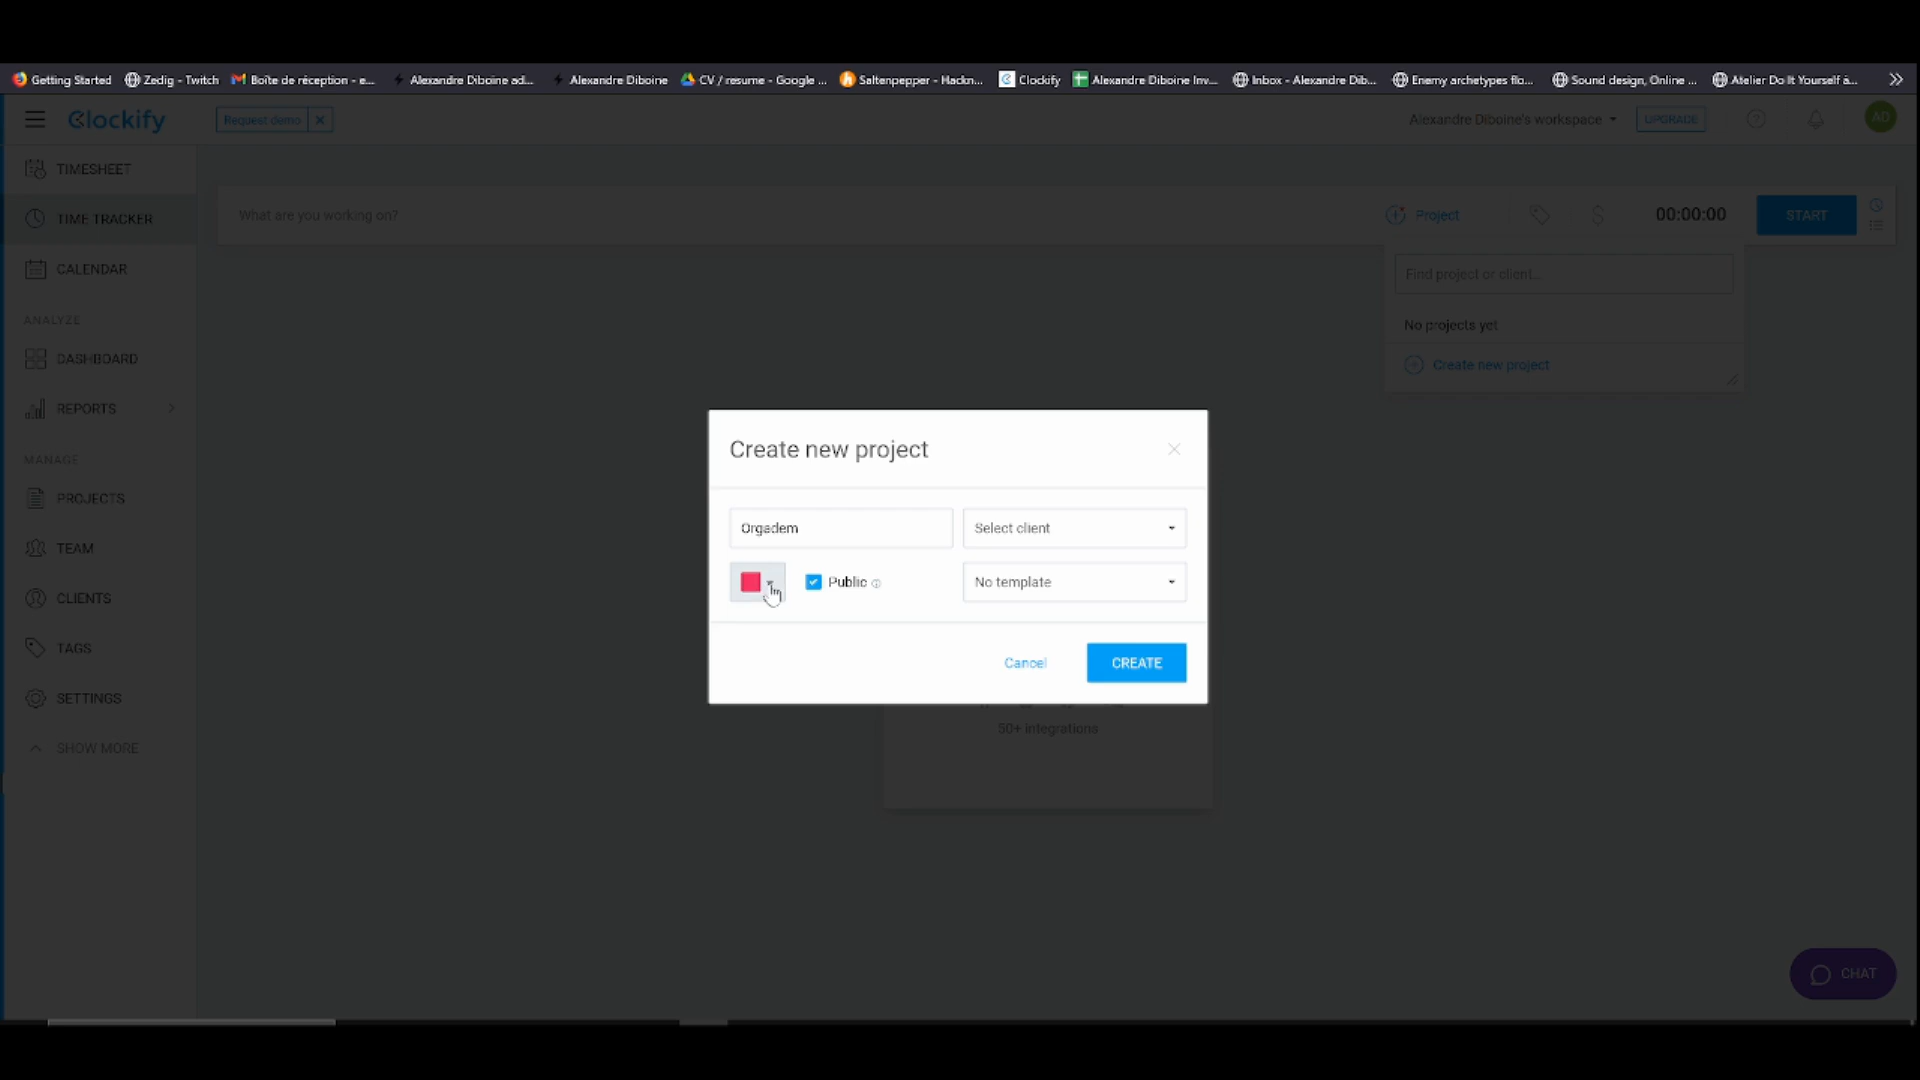 Getting Started Zedig - Twitch Boîte de réception - e... Alexandre Diboine ad... Alexandre Diboine CV / resume - Google ... Saltenpepper - Hackn... Clockify Alexandre Diboine Inv... Inbox - Alexandre Dib... Enemy archetypes flo... Sound design, Online ... Atelier Do It Yourself à...
Clockify Request demo Alexandre Diboine's workspace UPGRADE AD
TIMESHEET
TIME TRACKER
What are you working on? Project 00:00:00 START
CALENDAR
Find project or client...
ANALYZE
No projects yet
DASHBOARD
Create new project
REPORTS
MANAGE
Create new project
PROJECTS
Orgadem Select client
TEAM
Public No template
CLIENTS
TAGS
Cancel CREATE
SETTINGS
50+ integrations
SHOW MORE
CHAT